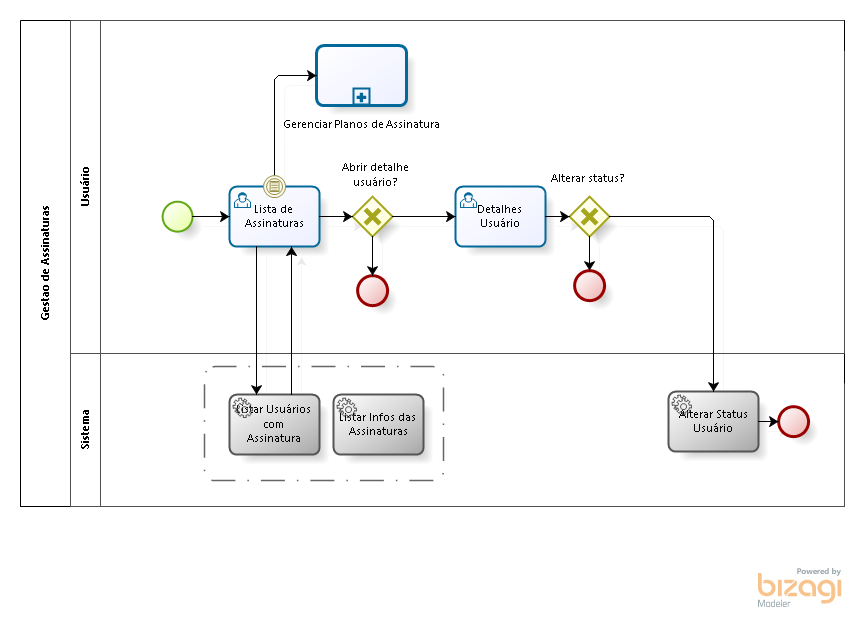 Gestao de Assinaturas
Usuário
Gerenciar Planos de Assinatura
Abrir detalhe
usuário?
Alterar status?
Lista de
Assinaturas
Detalhes
Usuário
Sistema
Listar Usuários
com
Assinatura
Listar Infos das
Assinaturas
Alterar Status
Usuário
Powered by
bizagi
Modeler